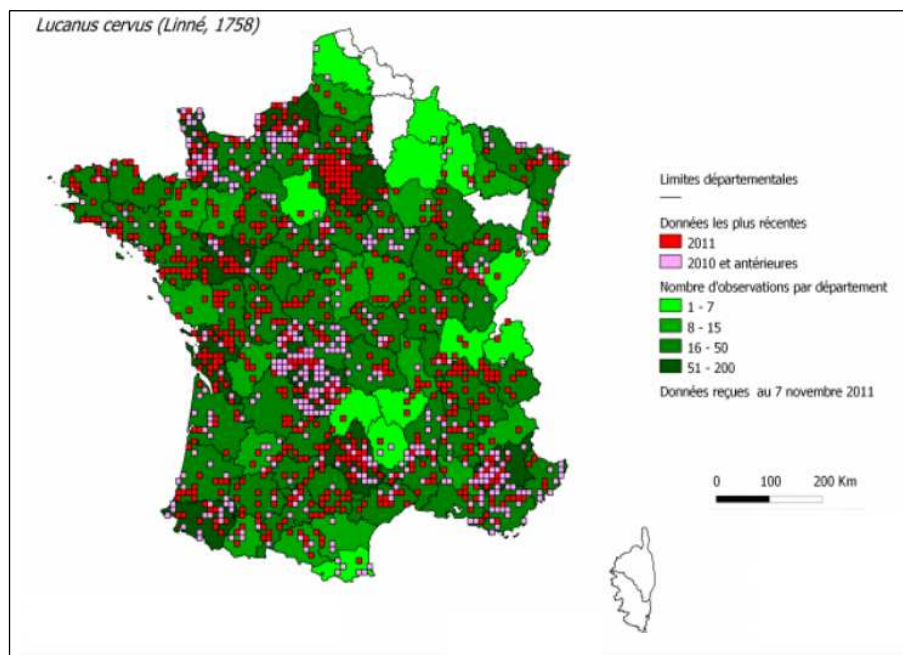 Lucanus cervus (Linné, 1758)
Limites départementales
Données les plus récentes
2011
2010 et antérieures
Nombre d'observations par département
1 - 7
8 - 15
16 - 50
51 - 200
Données reçues au 7 novembre 2011
0 100 200 Km